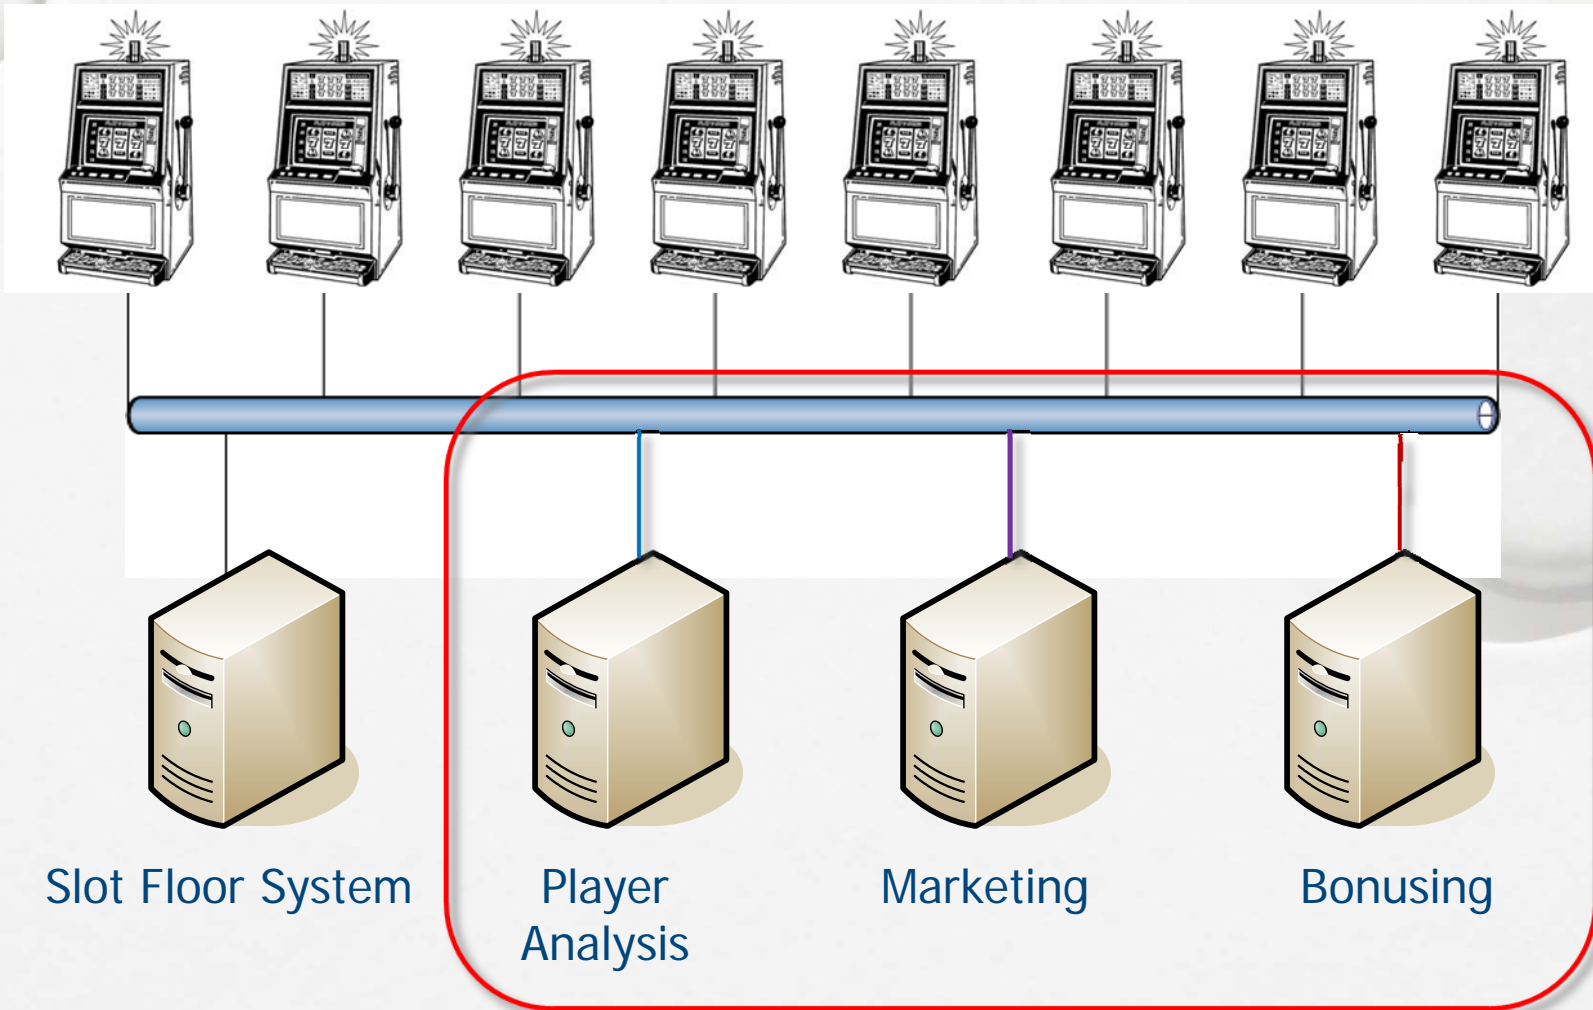 Slot Floor System
Player
Analysis
Marketing
Bonusing